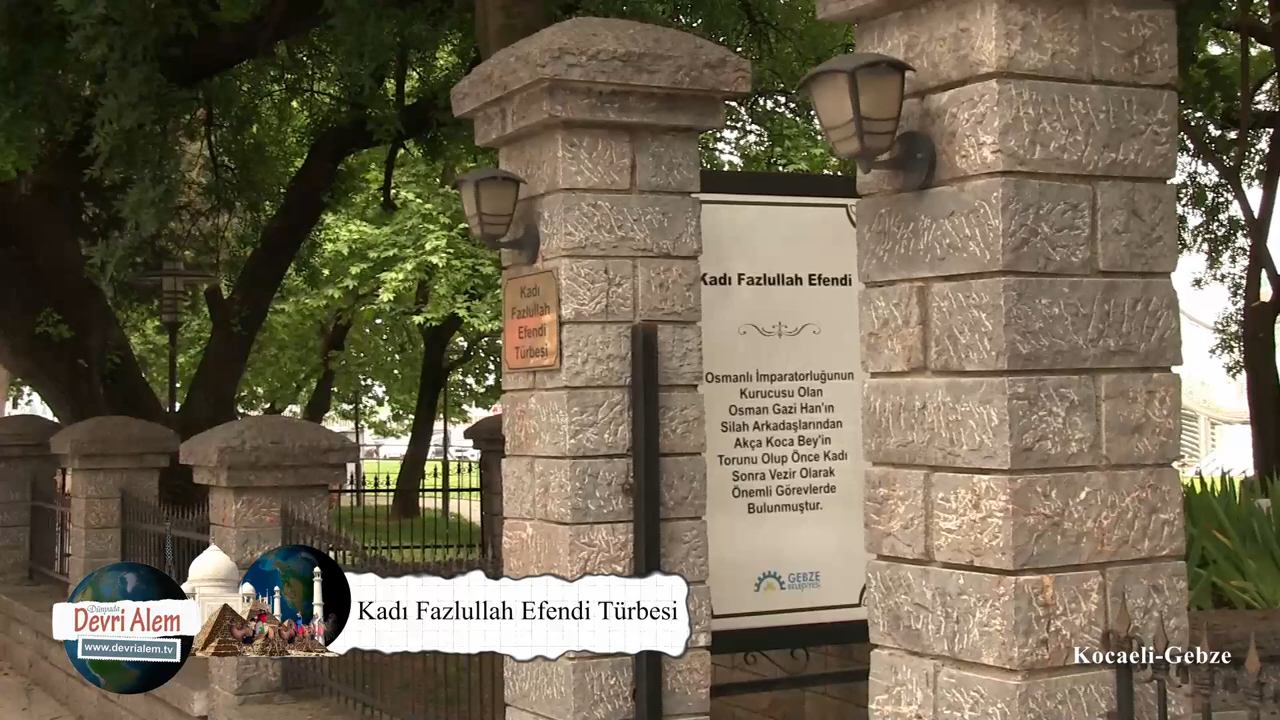 Kadı
Fazlullah
Efendi
Türbesi
Kadı Fazlullah Efendi
Osmanlı İmparatorluğunun
Kurucusu Olan
Osman Gazi Han'ın
Silah Arkadaşlarından
Akça Koca Bey'in
Torunu Olup Önce Kadı
Sonra Vezir Olarak
Önemli Görevlerde
Bulunmuştur.
GEBZE
BELEDİYESİ
Dünyada
Devri Alem
www.devrialem.tv
Kadı Fazlullah Efendi Türbesi
Kocaeli-Gebze